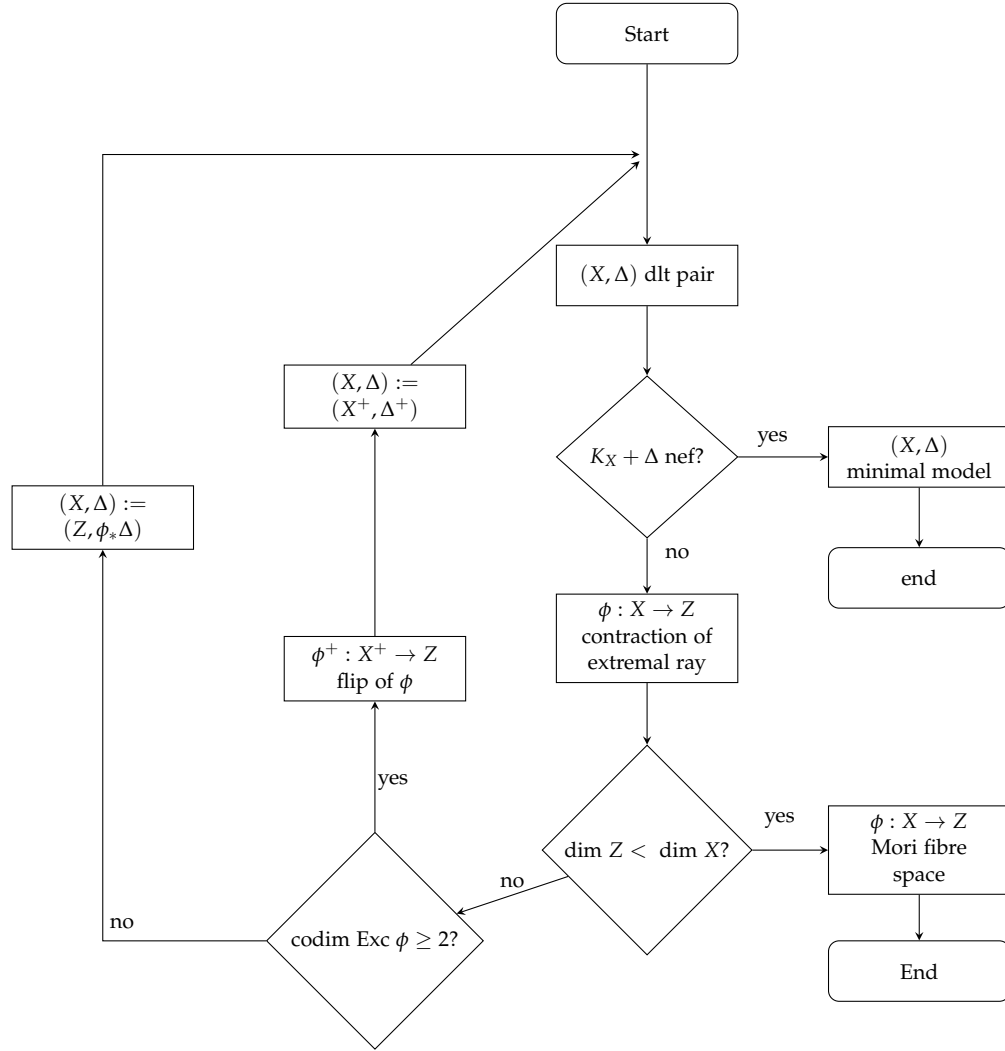 Start
(X, Δ) dlt pair
(X, Δ) :=
(X⁺, Δ⁺)
K_X + Δ nef?
yes
(X, Δ)
minimal model
(X, Δ) :=
(Z, ϕ∗Δ)
no
end
ϕ : X → Z
contraction of
extremal ray
ϕ⁺ : X⁺ → Z
flip of ϕ
yes
dim Z < dim X?
yes
ϕ : X → Z
Mori fibre
space
no
no
codim Exc ϕ ≥ 2?
End